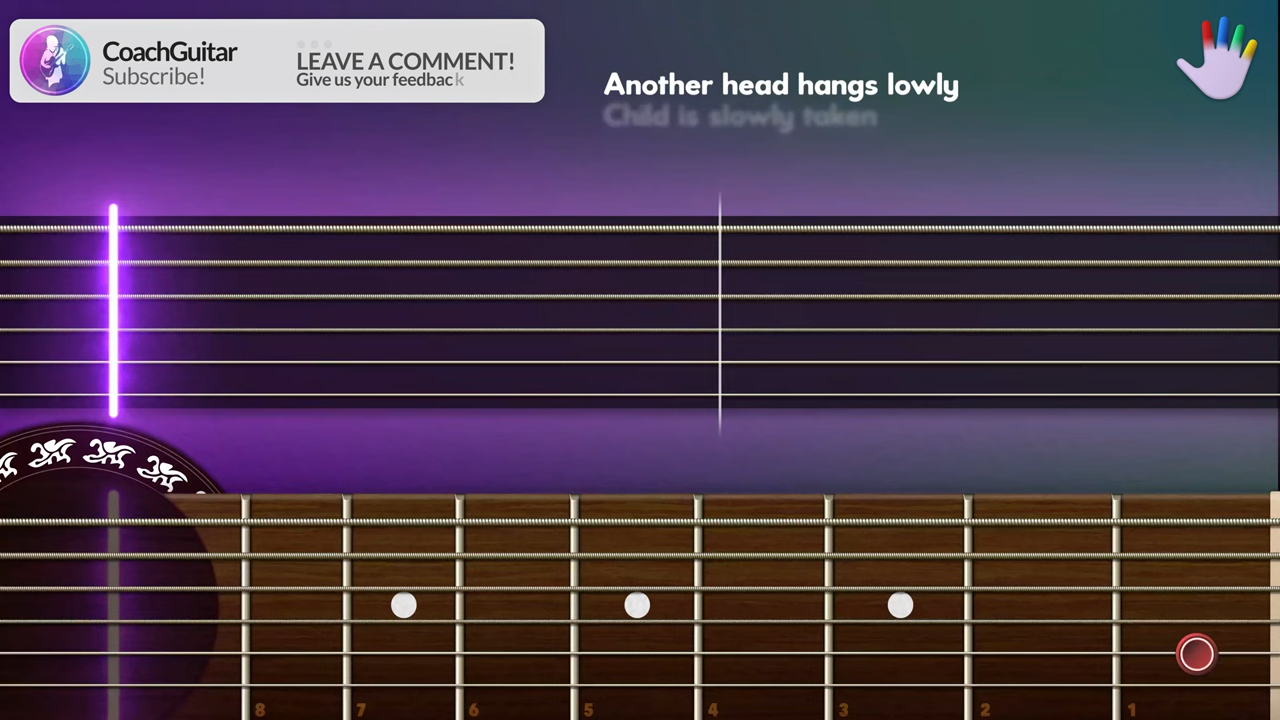 CoachGuitar
Subscribe!
LEAVE A COMMENT!
Give us your feedback
Another head hangs lowly
Child is slowly taken
8 7 6 5 4 3 2 1